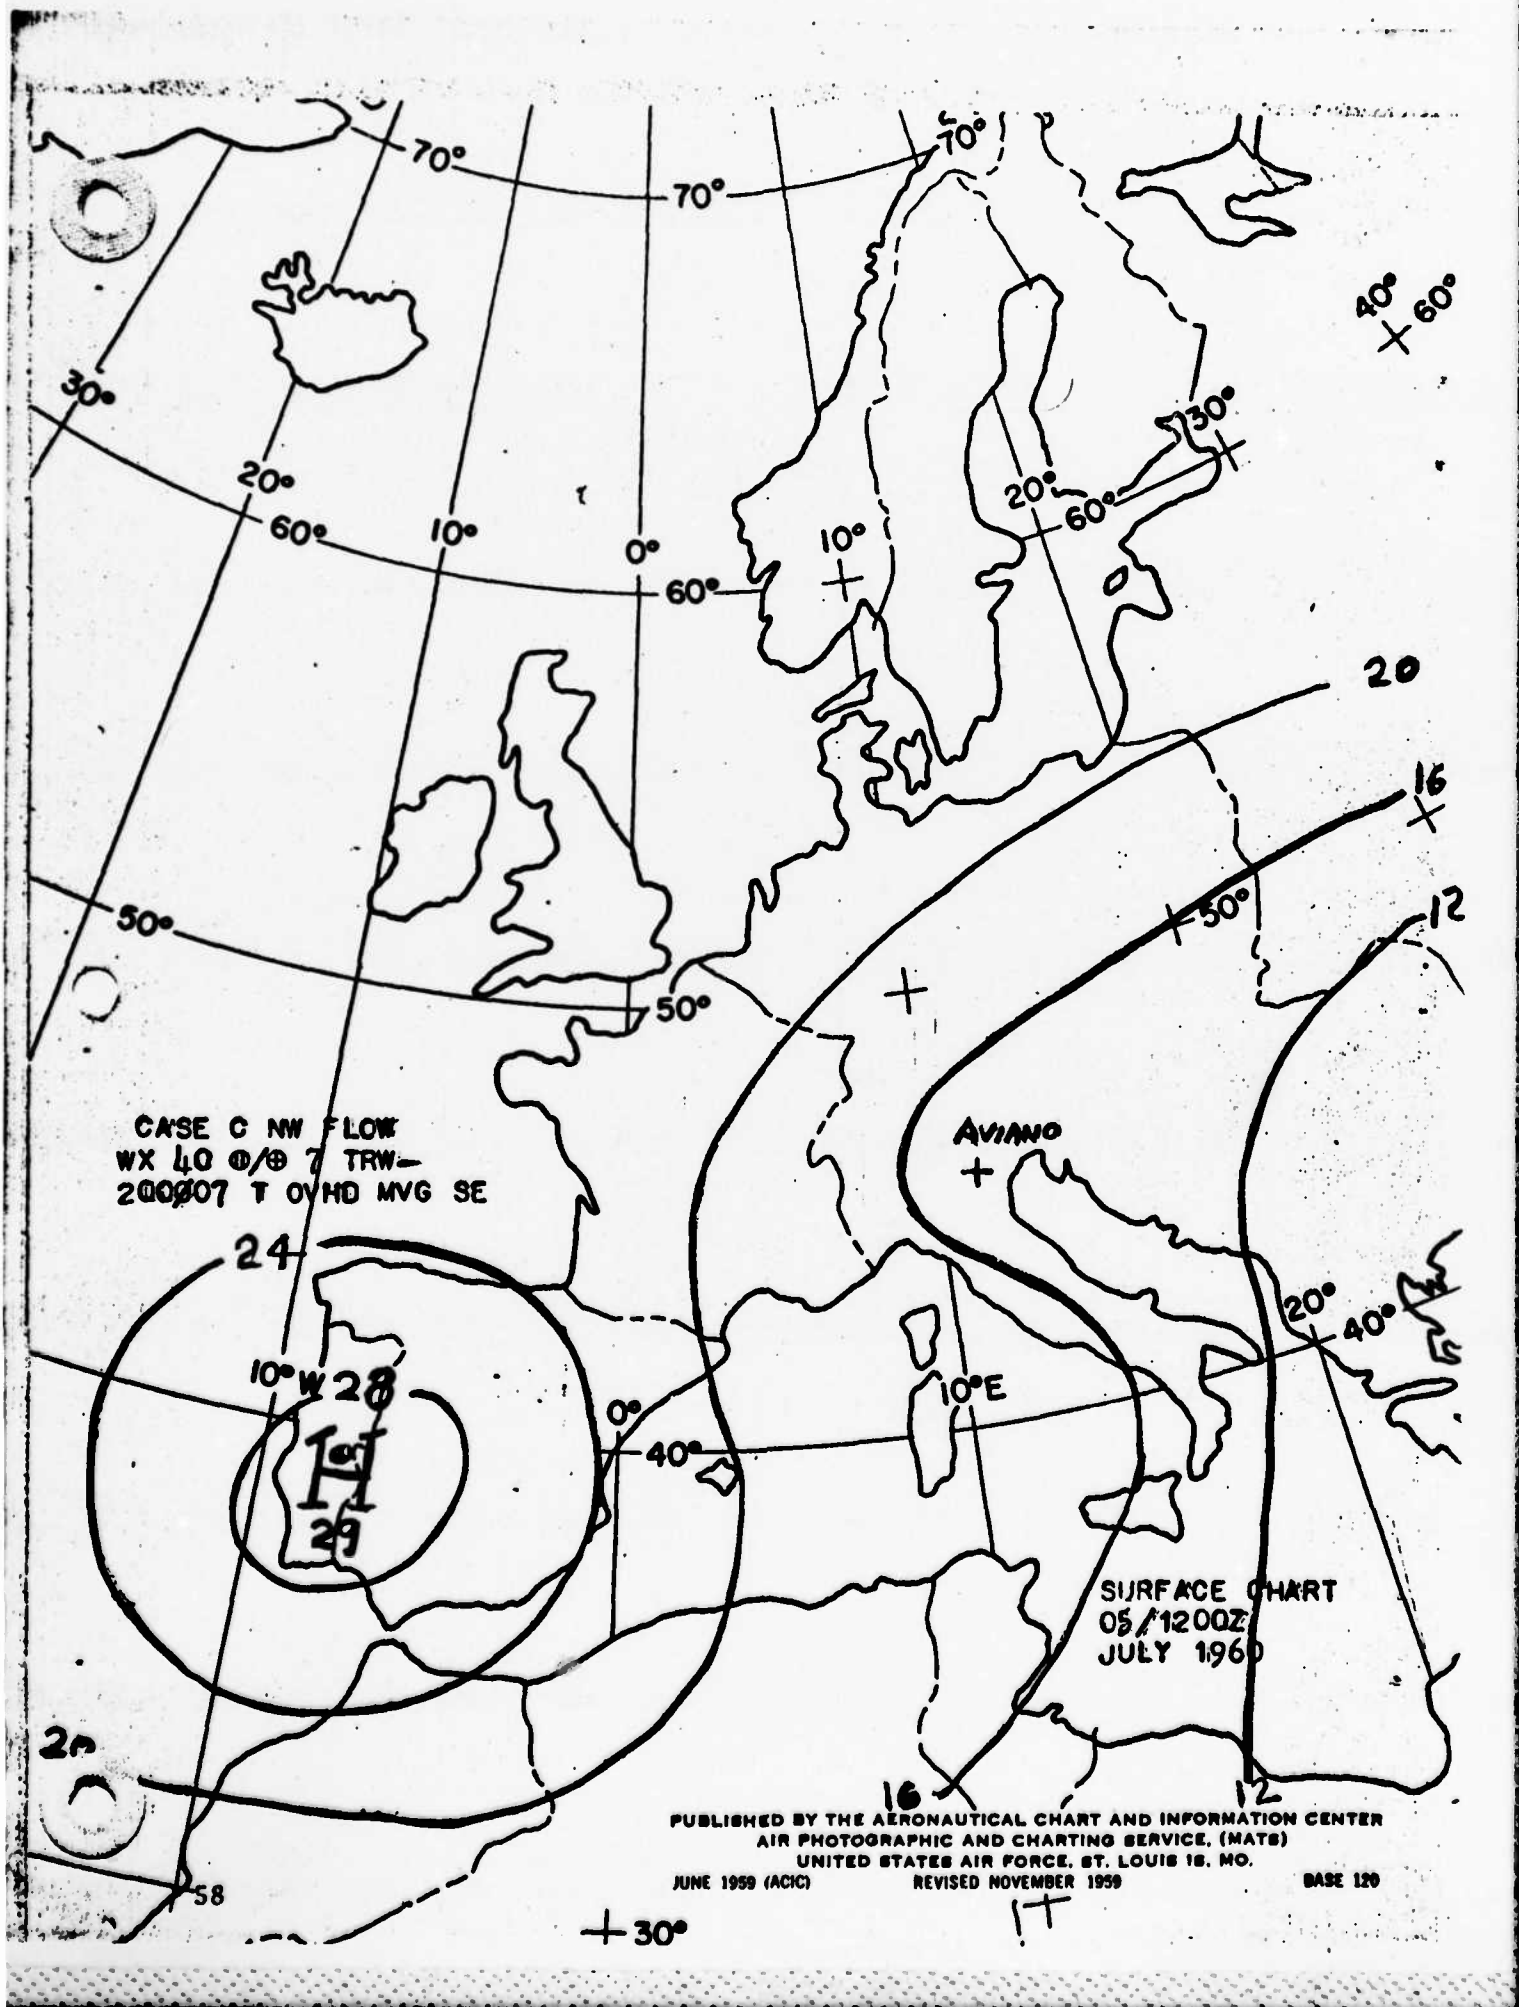 70°
70°
70°
40°
60°
30°
30°
20°
20°
60°
60°
10°
0°
10°
60°
20
16
50°
12
50°
50°
CASE C NW FLOW
WX 40 ⦶/⊕ 7 TRW-
AVIANO
OVHD MVG SE
24
20°
40°
10° W
28
10°E
0°
40°
H
29
SURFACE CHART
05/1200Z
JULY 1960
16
12
PUBLISHED BY THE AERONAUTICAL CHART AND INFORMATION CENTER
AIR PHOTOGRAPHIC AND CHARTING SERVICE, (MATS)
UNITED STATES AIR FORCE, ST. LOUIS 18, MO.
JUNE 1959 (ACIC) REVISED NOVEMBER 1959 BASE 120
58
30°